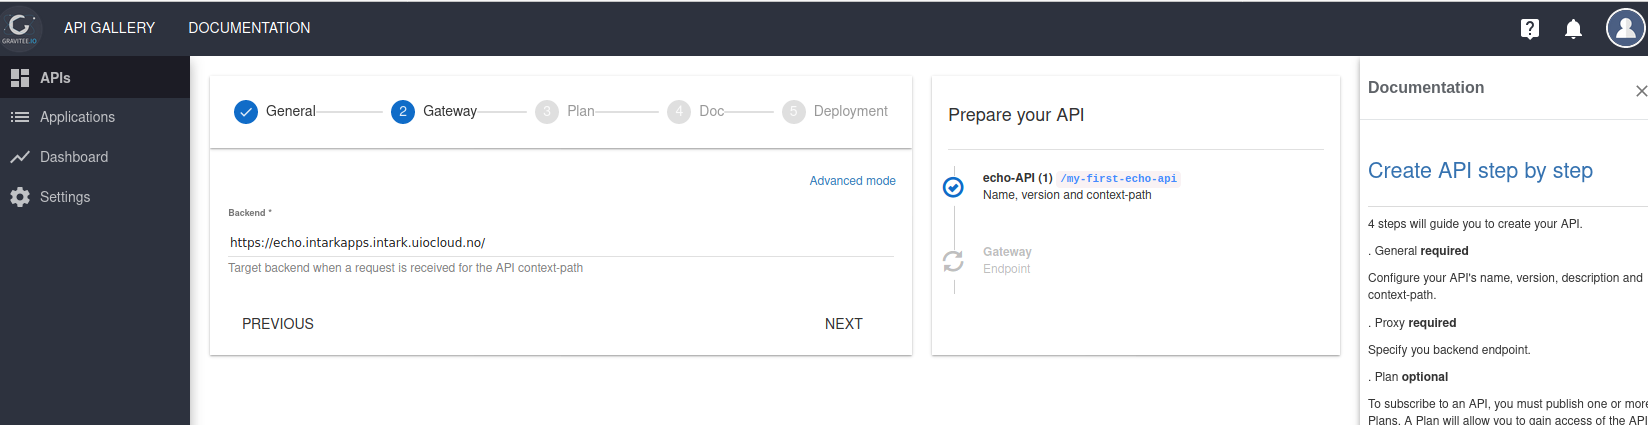 GRAVITEE.IO
API GALLERY
DOCUMENTATION
APIs
Applications
Dashboard
Settings
General
2 Gateway
3 Plan
4 Doc
5 Deployment
Advanced mode
Backend *
https://echo.intarkapps.intark.uiocloud.no/
Target backend when a request is received for the API context-path
PREVIOUS
NEXT
Prepare your API
echo-API (1) /my-first-echo-api
Name, version and context-path
Gateway
Endpoint
Documentation
Create API step by step
4 steps will guide you to create your API.
. General required
Configure your API's name, version, description and
context-path.
. Proxy required
Specify you backend endpoint.
. Plan optional
To subscribe to an API, you must publish one or more
Plans. A Plan will allow you to gain access of the API